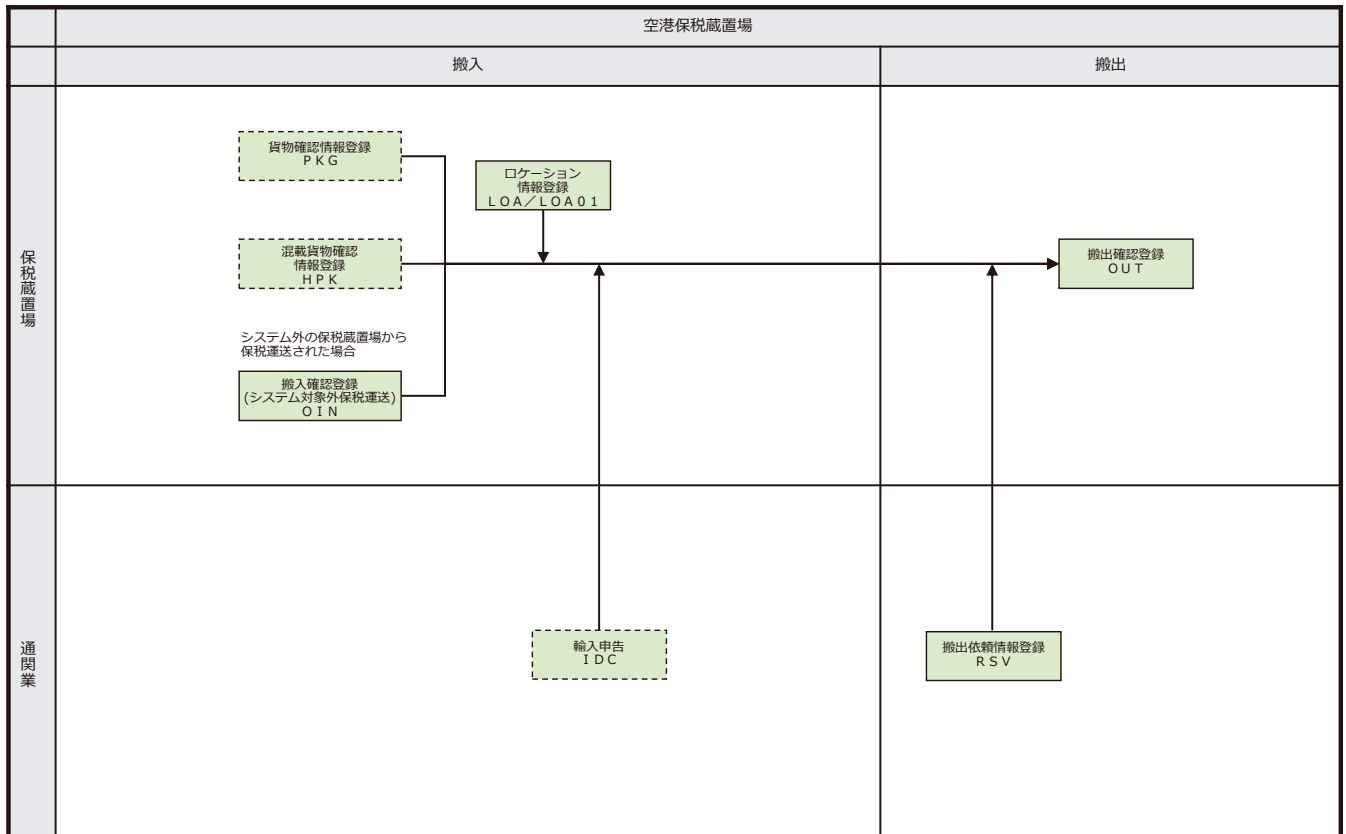 空港保税蔵置場
搬入
搬出
保税蔵置場
貨物確認情報登録
ＰＫＧ
ロケーション
情報登録
ＬＯＡ／ＬＯＡ０１
混載貨物確認
情報登録
ＨＰＫ
搬出確認登録
ＯＵＴ
システム外の保税蔵置場から
保税運送された場合
搬入確認登録
(システム対象外保税運送)
ＯＩＮ
通関業
輸入申告
ＩＤＣ
搬出依頼情報登録
ＲＳＶ